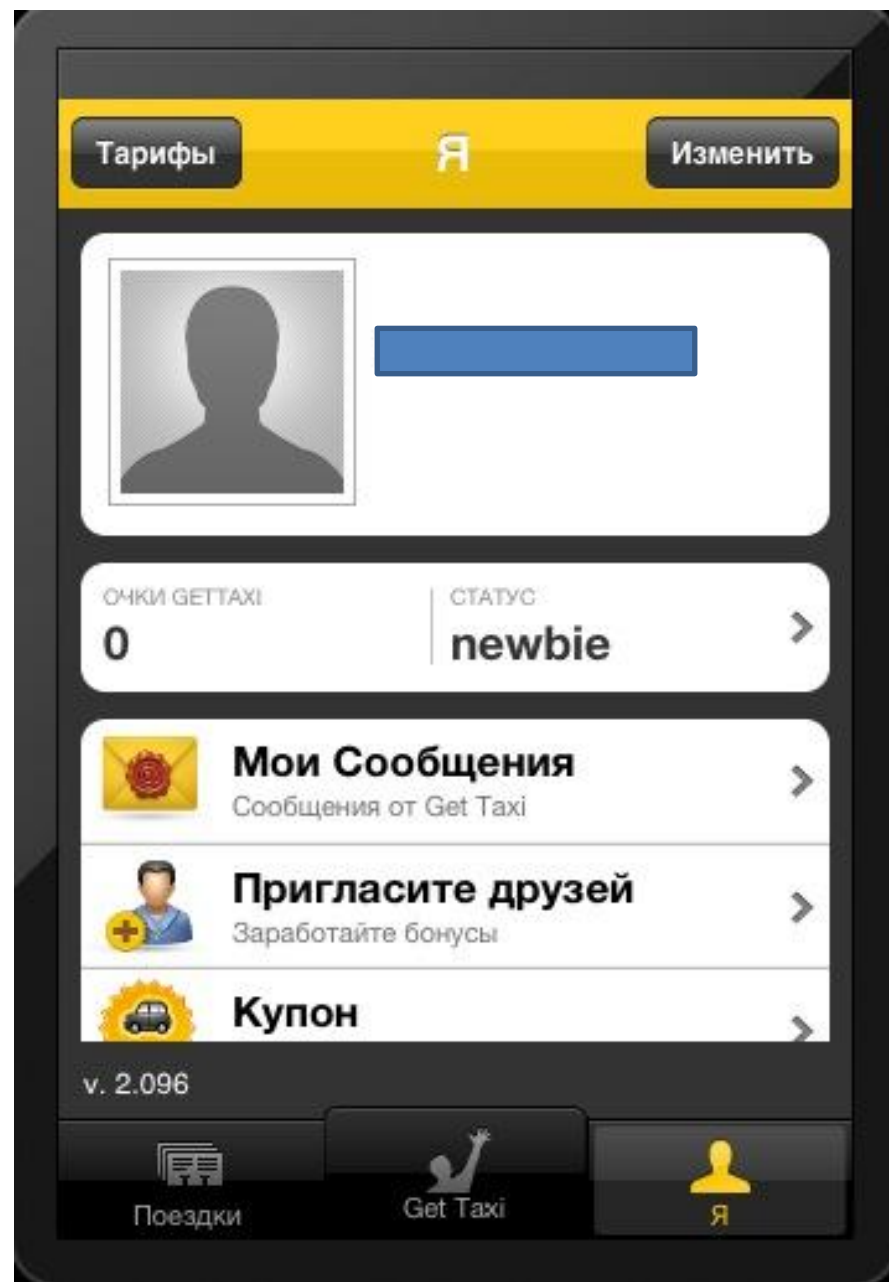 Тарифы
Я
Изменить
ОЧКИ GETTAXI
СТАТУС
0
newbie
Мои Сообщения
Сообщения от Get Taxi
Пригласите друзей
Заработайте бонусы
Купон
v. 2.096
Поездки
Get Taxi
Я